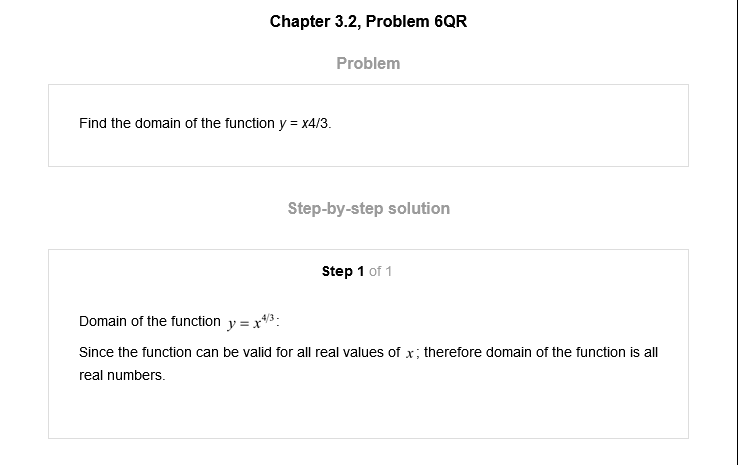 Chapter 3.2, Problem 6QR
Problem
Find the domain of the function y = x4/3.
Step-by-step solution
Step 1 of 1
Domain of the function y = x^{4/3}:
Since the function can be valid for all real values of x; therefore domain of the function is all
real numbers.